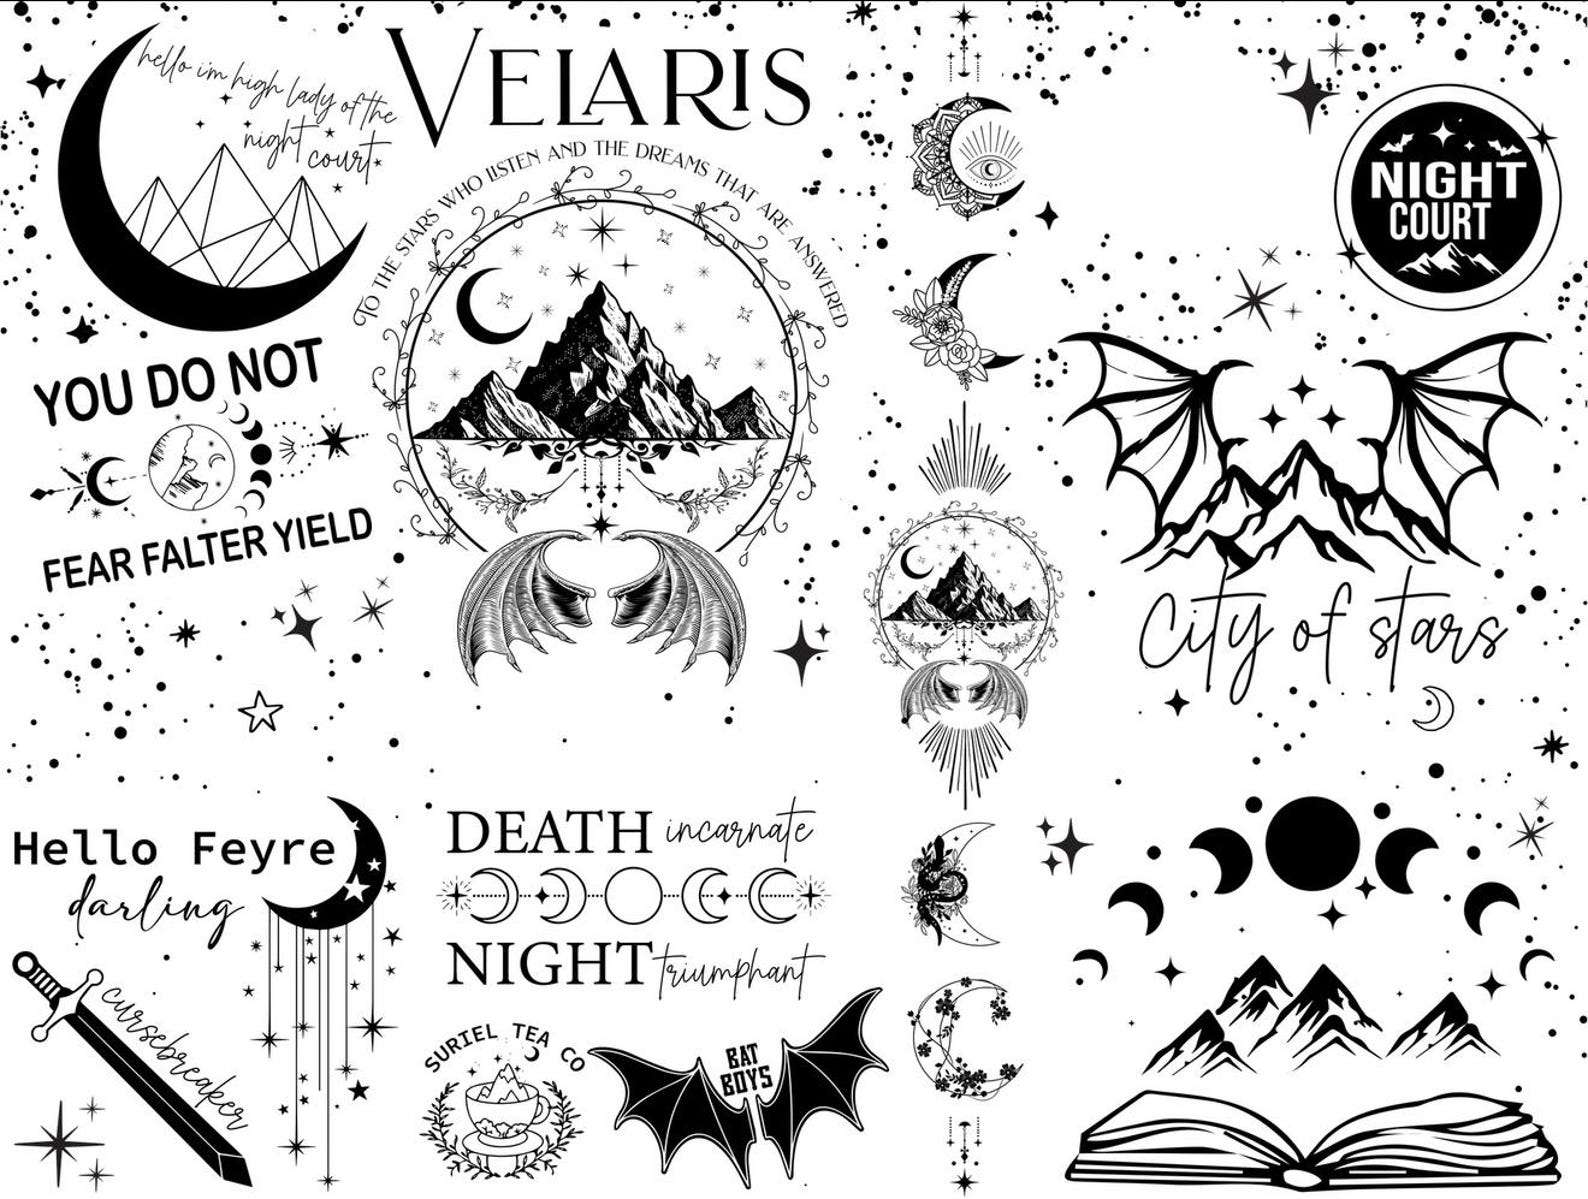 hello i'm high lady of the
night court
VELARIS
TO THE STARS WHO LISTEN AND THE DREAMS THAT ARE ANSWERED
NIGHT
COURT
YOU DO NOT
FEAR FALTER YIELD
City of stars
Hello Feyre
darling
cursebreaker
DEATH incarnate
NIGHT triumphant
SURIEL TEA CO
BAT
BOYS